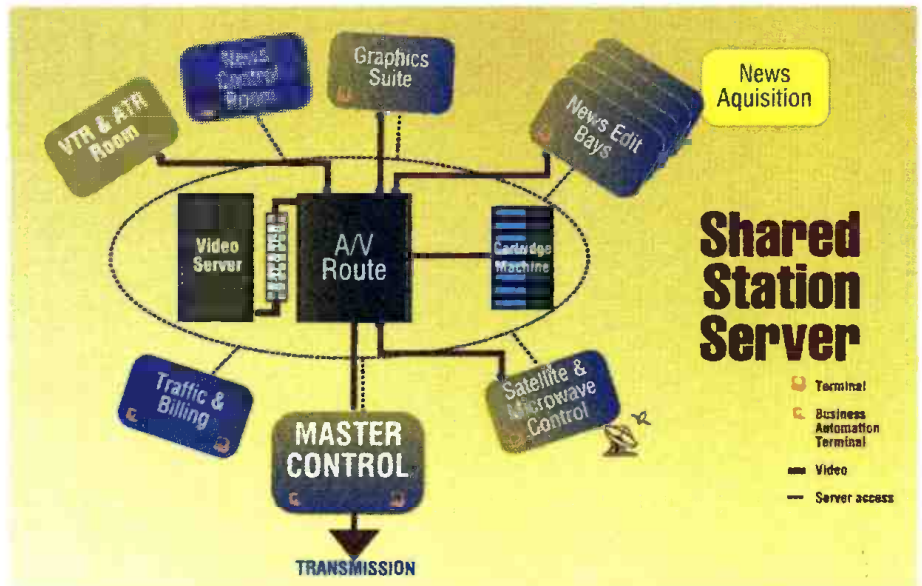 News
Control
Room
Graphics
Suite
News
Aquisition
VTR & ATR
Room
News Edit
Bays
Video
Server
A/V
Route
Cartridge
Machine
Shared
Station
Server
Traffic &
Billing
MASTER
CONTROL
Satellite &
Microwave
Control
Terminal
Business
Automation
Terminal
Video
Server access
TRANSMISSION